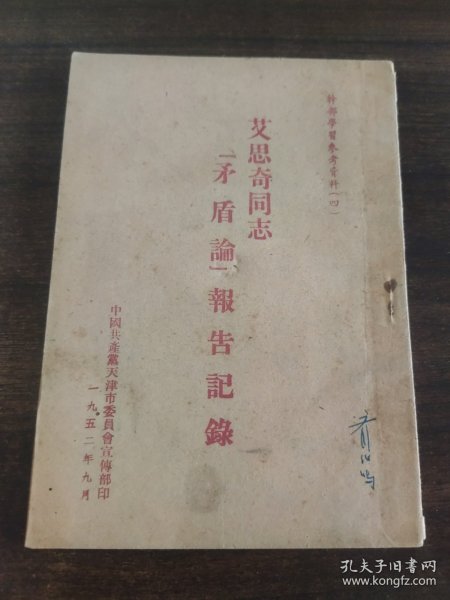 幹部學習參考資料(四)
艾思奇同志
「矛盾論」報告記錄
中國共產黨天津市委員會宣傳部印
一九五二年九月
孔夫子旧书网
www.kongfz.com